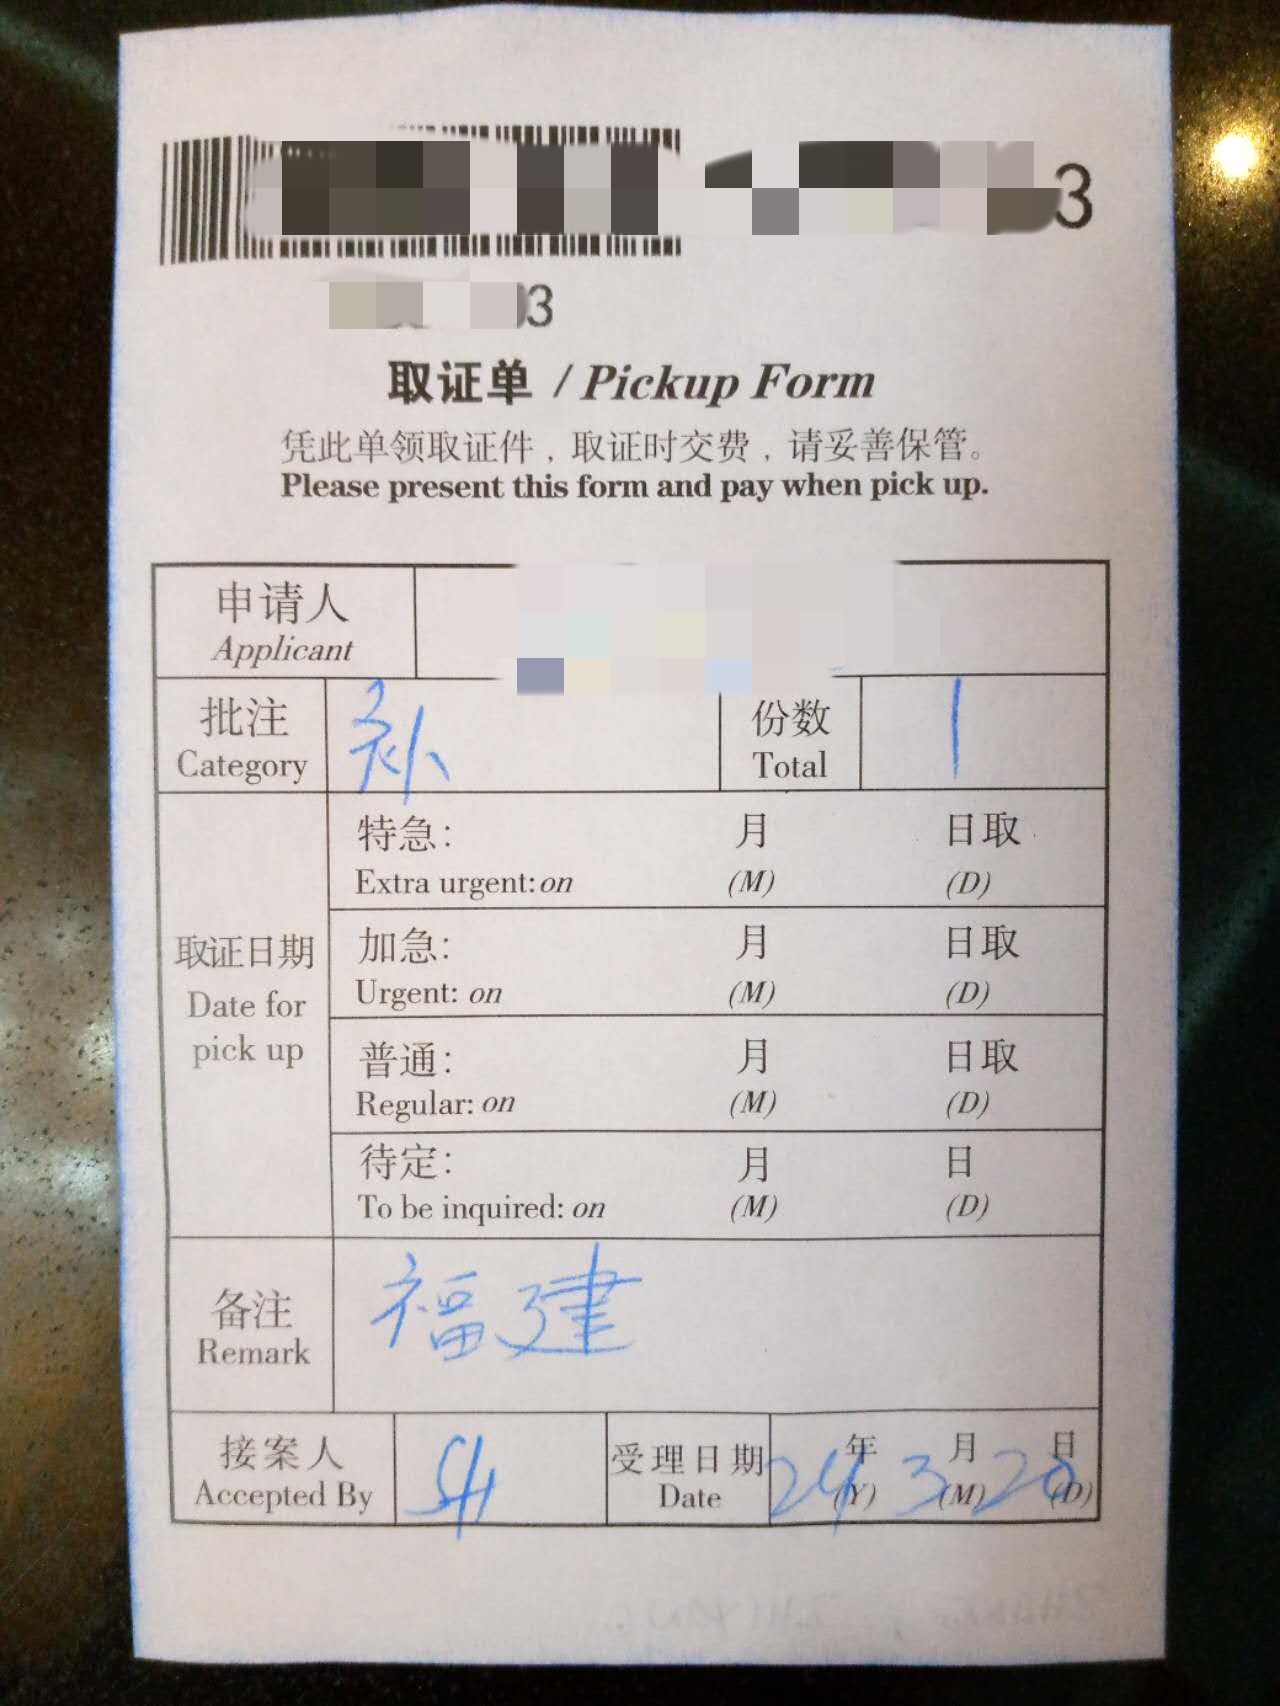 3
3
取证单 / Pickup Form
凭此单领取证件，取证时交费，请妥善保管。
Please present this form and pay when pick up.
申请人
Applicant
批注
Category
补
份数
Total
1
取证日期
Date for
pick up
特急: 月 日取
Extra urgent: on (M) (D)
加急: 月 日取
Urgent: on (M) (D)
普通: 月 日取
Regular: on (M) (D)
待定: 月 日
To be inquired: on (M) (D)
备注
Remark
福建
接案人
Accepted By
SH
受理日期
Date
24 年 3 月 20 日
(Y) (M) (D)